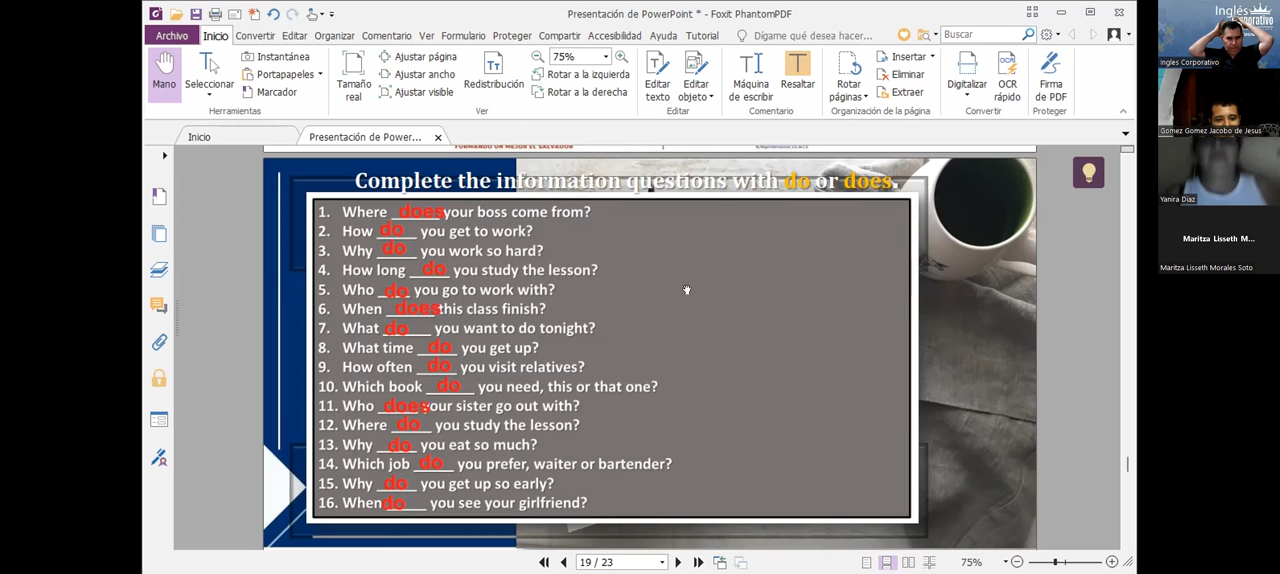 Presentación de PowerPoint * - Foxit PhantomPDF
Archivo Inicio Convertir Editar Organizar Comentario Ver Formulario Proteger Compartir Accesibilidad Ayuda Tutorial Dígame qué desea hacer... Buscar
Mano
Seleccionar
Instantánea
Portapapeles
Marcador
Herramientas
Tamaño real
Ajustar página
Ajustar ancho
Ajustar visible
Redistribución
75%
Rotar a la izquierda
Rotar a la derecha
Ver
Editar texto
Editar objeto
Editar
Máquina de escribir
Resaltar
Comentario
Rotar páginas
Insertar
Eliminar
Extraer
Organización de la página
Digitalizar
OCR rápido
Convertir
Firma de PDF
Proteger
Inicio
Presentación de Power...
FORMANDO UN MEJOR EL SALVADOR
Complete the information questions with do or does.
1. Where does your boss come from?
2. How do you get to work?
3. Why do you work so hard?
4. How long do you study the lesson?
5. Who do you go to work with?
6. When does this class finish?
7. What do you want to do tonight?
8. What time do you get up?
9. How often do you visit relatives?
10. Which book do you need, this or that one?
11. Who does your sister go out with?
12. Where do you study the lesson?
13. Why do you eat so much?
14. Which job do you prefer, waiter or bartender?
15. Why do you get up so early?
16. When do you see your girlfriend?
19 / 23
75%
Inglés
Corporativo
Ingles Corporativo
Gomez Gomez Jacobo de Jesus
Yanira Diaz
Maritza Lisseth M...
Maritza Lisseth Morales Soto